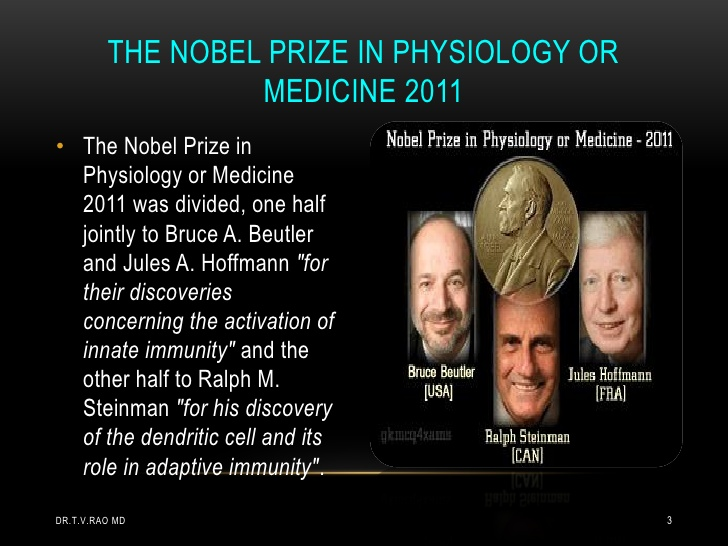 THE NOBEL PRIZE IN PHYSIOLOGY OR
MEDICINE 2011
• The Nobel Prize in
Physiology or Medicine
2011 was divided, one half
jointly to Bruce A. Beutler
and Jules A. Hoffmann "for
their discoveries
concerning the activation of
innate immunity" and the
other half to Ralph M.
Steinman "for his discovery
of the dendritic cell and its
role in adaptive immunity".
Nobel Prize in Physiology or Medicine - 2011
Bruce Beutler
[USA]
Jules Hoffmann
[FRA]
Ralph Steinman
[CAN]
gkmcq4xams
DR.T.V.RAO MD
3